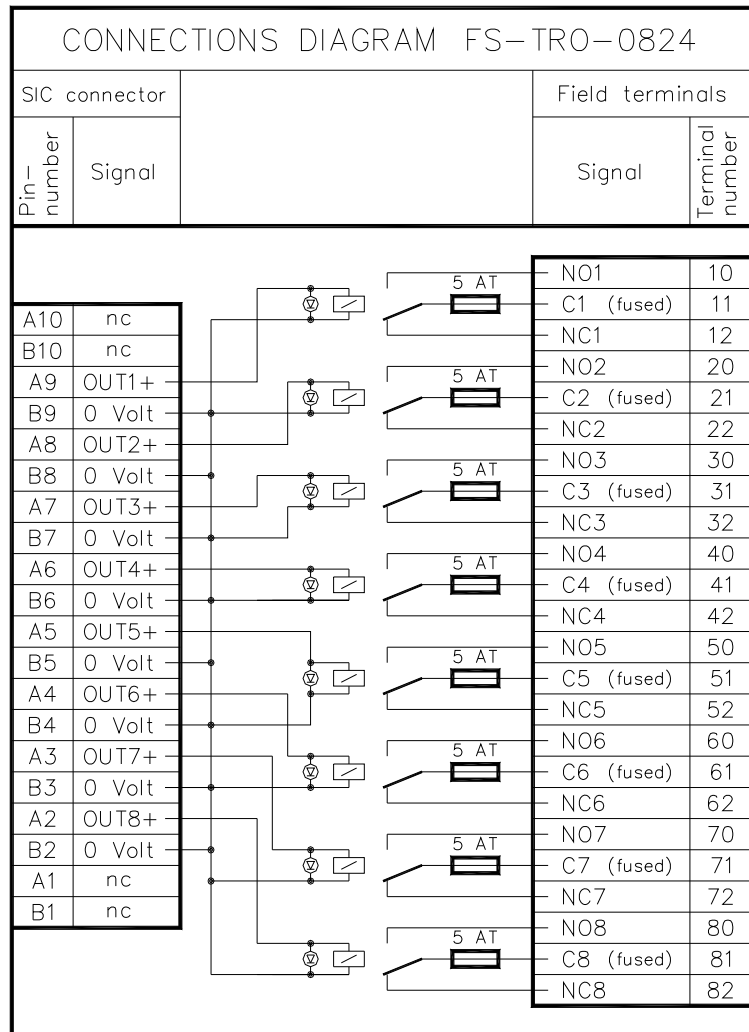 CONNECTIONS DIAGRAM FS-TRO-0824
SIC connector
Field terminals
Pin-
number
Signal
Signal
Terminal
number
A10 nc
B10 nc
A9 OUT1+
B9 0 Volt
A8 OUT2+
B8 0 Volt
A7 OUT3+
B7 0 Volt
A6 OUT4+
B6 0 Volt
A5 OUT5+
B5 0 Volt
A4 OUT6+
B4 0 Volt
A3 OUT7+
B3 0 Volt
A2 OUT8+
B2 0 Volt
A1 nc
B1 nc
5 AT
5 AT
5 AT
5 AT
5 AT
5 AT
5 AT
5 AT
NO1 10
C1 (fused) 11
NC1 12
NO2 20
C2 (fused) 21
NC2 22
NO3 30
C3 (fused) 31
NC3 32
NO4 40
C4 (fused) 41
NC4 42
NO5 50
C5 (fused) 51
NC5 52
NO6 60
C6 (fused) 61
NC6 62
NO7 70
C7 (fused) 71
NC7 72
NO8 80
C8 (fused) 81
NC8 82